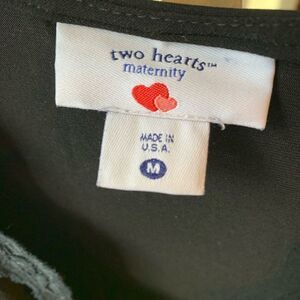 two hearts™
maternity
MADE IN
U.S.A.
M